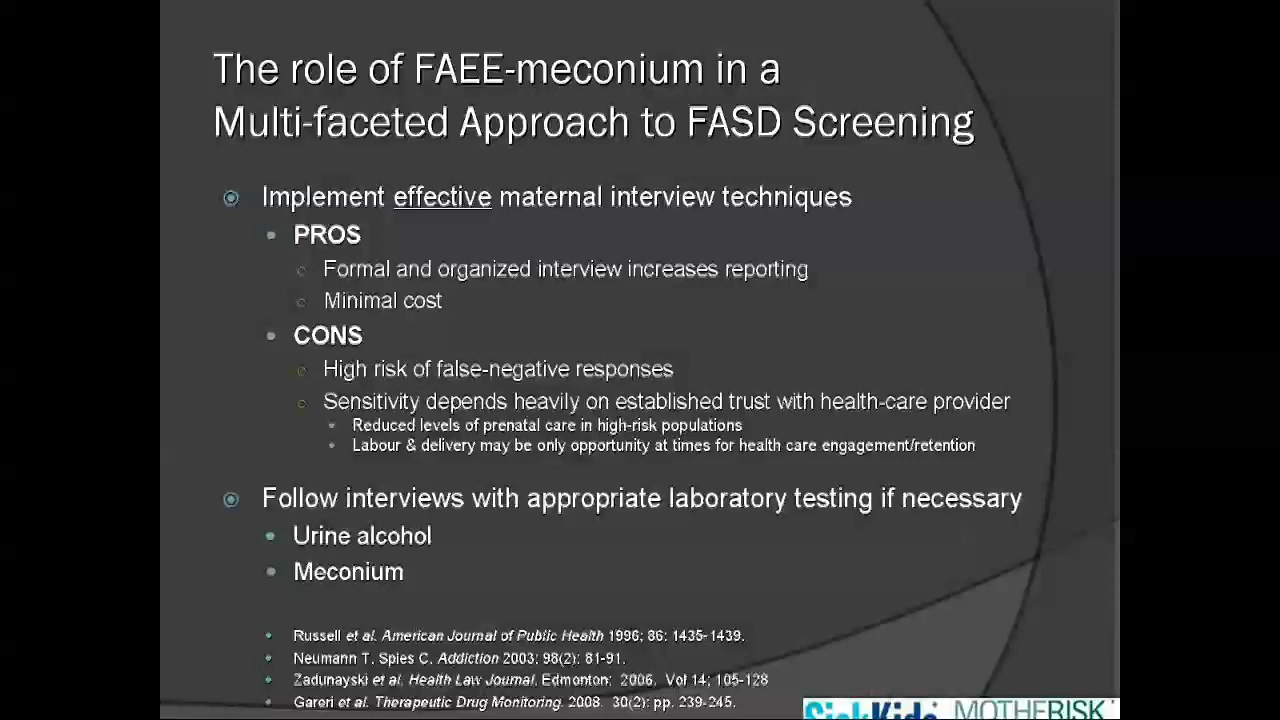 The role of FAEE-meconium in a
Multi-faceted Approach to FASD Screening
Implement effective maternal interview techniques
PROS
Formal and organized interview increases reporting
Minimal cost
CONS
High risk of false-negative responses
Sensitivity depends heavily on established trust with health-care provider
Reduced levels of prenatal care in high-risk populations
Labour & delivery may be only opportunity at times for health care engagement/retention
Follow interviews with appropriate laboratory testing if necessary
Urine alcohol
Meconium
Russell et al. American Journal of Public Health 1996; 86: 1435-1439.
Neumann T, Spies C. Addiction 2003; 98(2): 81-91.
Zadunayski et al. Health Law Journal, Edmonton; 2006. Vol 14; 105-128
Gareri et al. Therapeutic Drug Monitoring. 2008. 30(2): pp. 239-245.
SickKids MOTHERISK